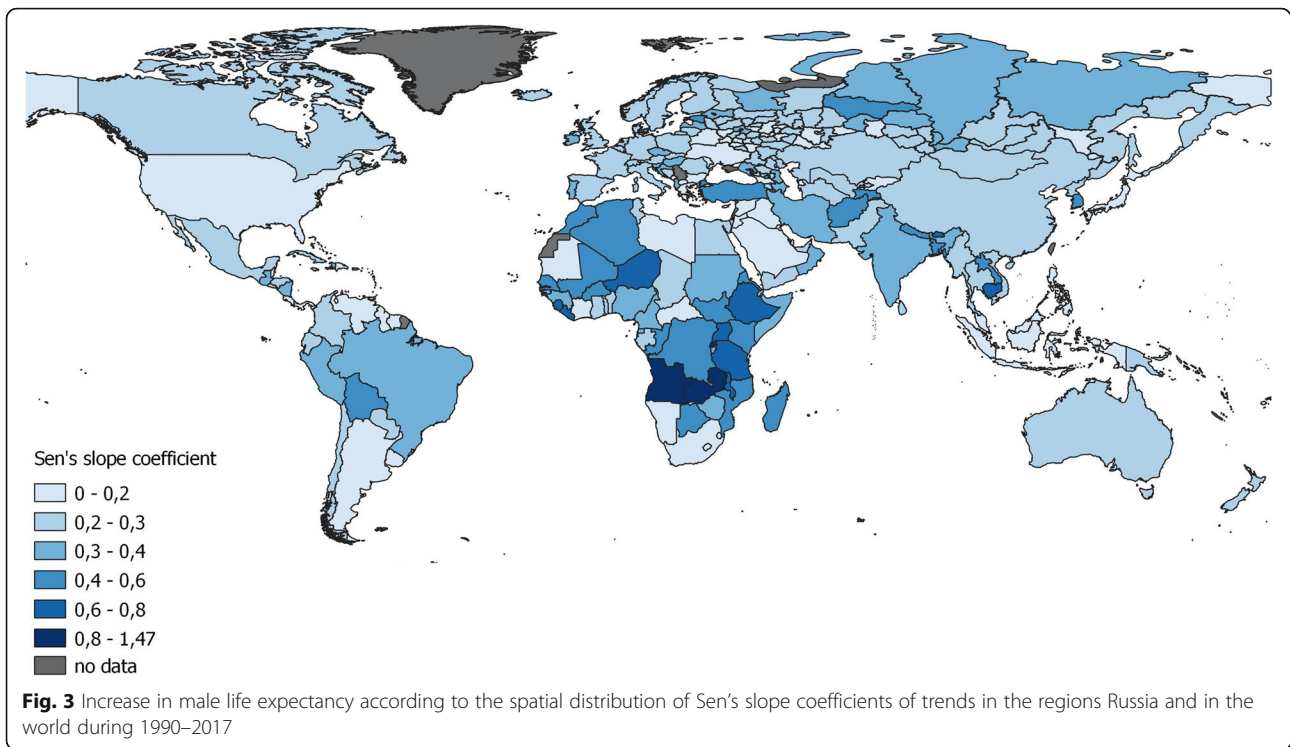 Sen's slope coefficient
0 - 0,2
0,2 - 0,3
0,3 - 0,4
0,4 - 0,6
0,6 - 0,8
0,8 - 1,47
no data
Fig. 3 Increase in male life expectancy according to the spatial distribution of Sen's slope coefficients of trends in the regions Russia and in the
world during 1990–2017